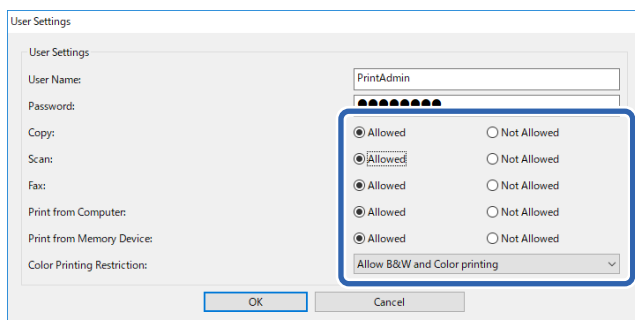 User Settings
User Settings
User Name: PrintAdmin
Password: ●●●●●●●●
Copy: Allowed Not Allowed
Scan: Allowed Not Allowed
Fax: Allowed Not Allowed
Print from Computer: Allowed Not Allowed
Print from Memory Device: Allowed Not Allowed
Color Printing Restriction: Allow B&W and Color printing
OK Cancel